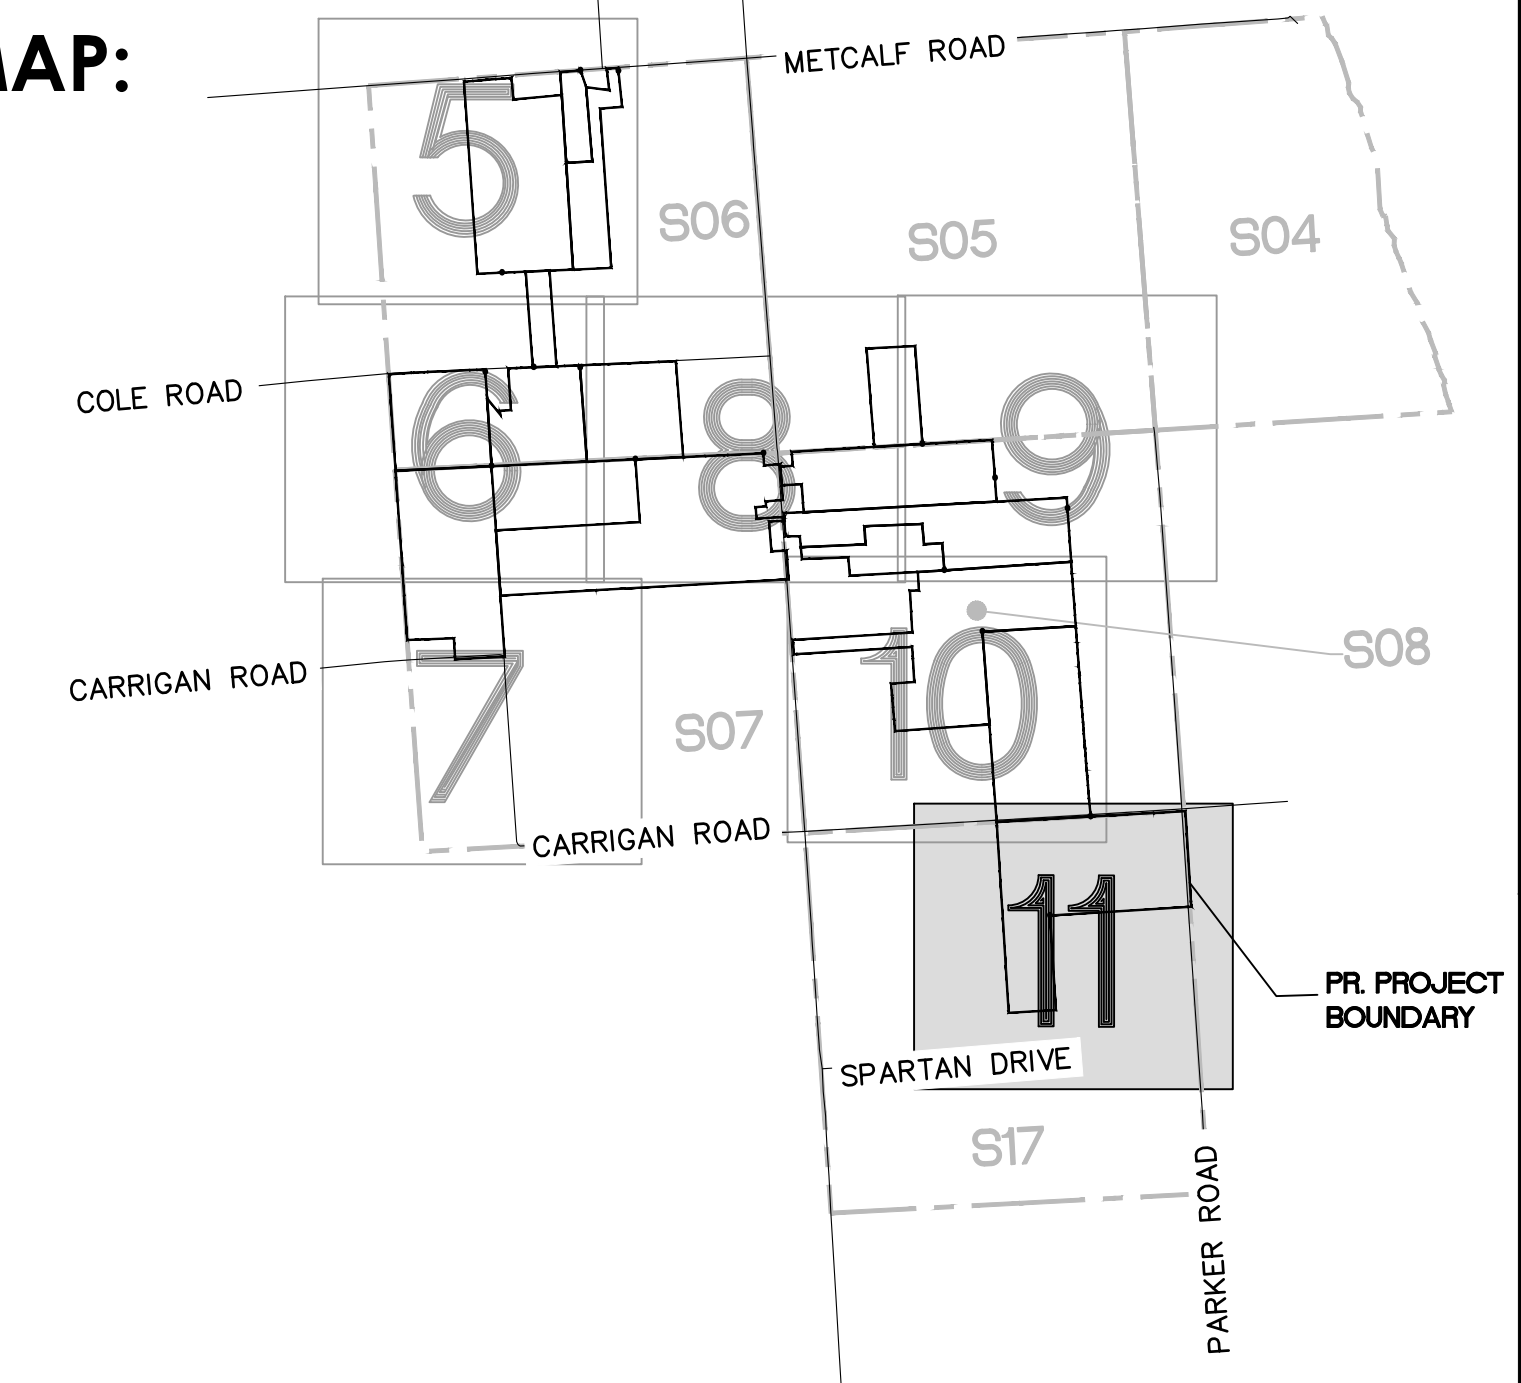 MAP:
METCALF ROAD
5
S06
S05
S04
COLE ROAD
6
8
9
CARRIGAN ROAD
7
S07
10
S08
CARRIGAN ROAD
11
PR. PROJECT
BOUNDARY
SPARTAN DRIVE
S17
PARKER ROAD